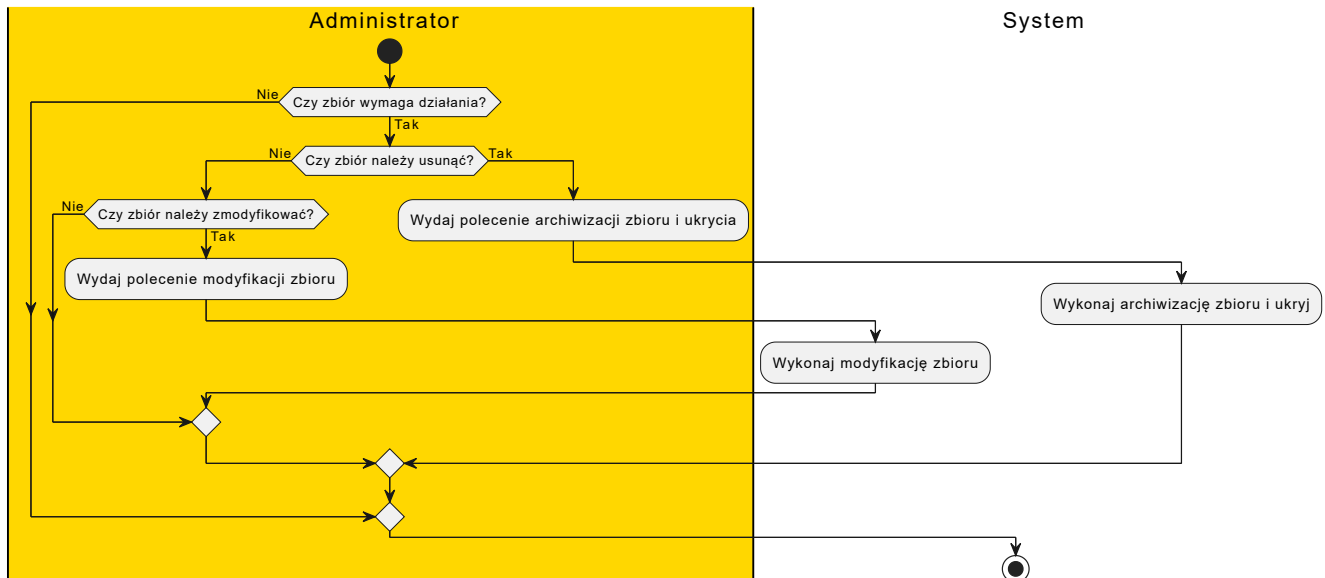 Administrator
System
Czy zbiór wymaga działania?
Nie
Tak
Czy zbiór należy usunąć?
Nie
Tak
Czy zbiór należy zmodyfikować?
Nie
Tak
Wydaj polecenie archiwizacji zbioru i ukrycia
Wydaj polecenie modyfikacji zbioru
Wykonaj archiwizację zbioru i ukryj
Wykonaj modyfikację zbioru